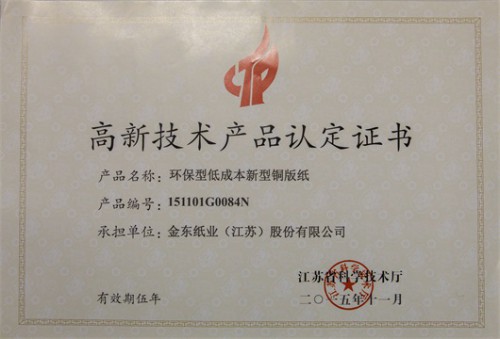 高新技术产品认定证书
产品名称：环保型低成本新型铜版纸
产品编号：151101G0084N
承担单位：金东纸业（江苏）股份有限公司
江苏省科学技术厅
有效期伍年
二〇一五年十一月